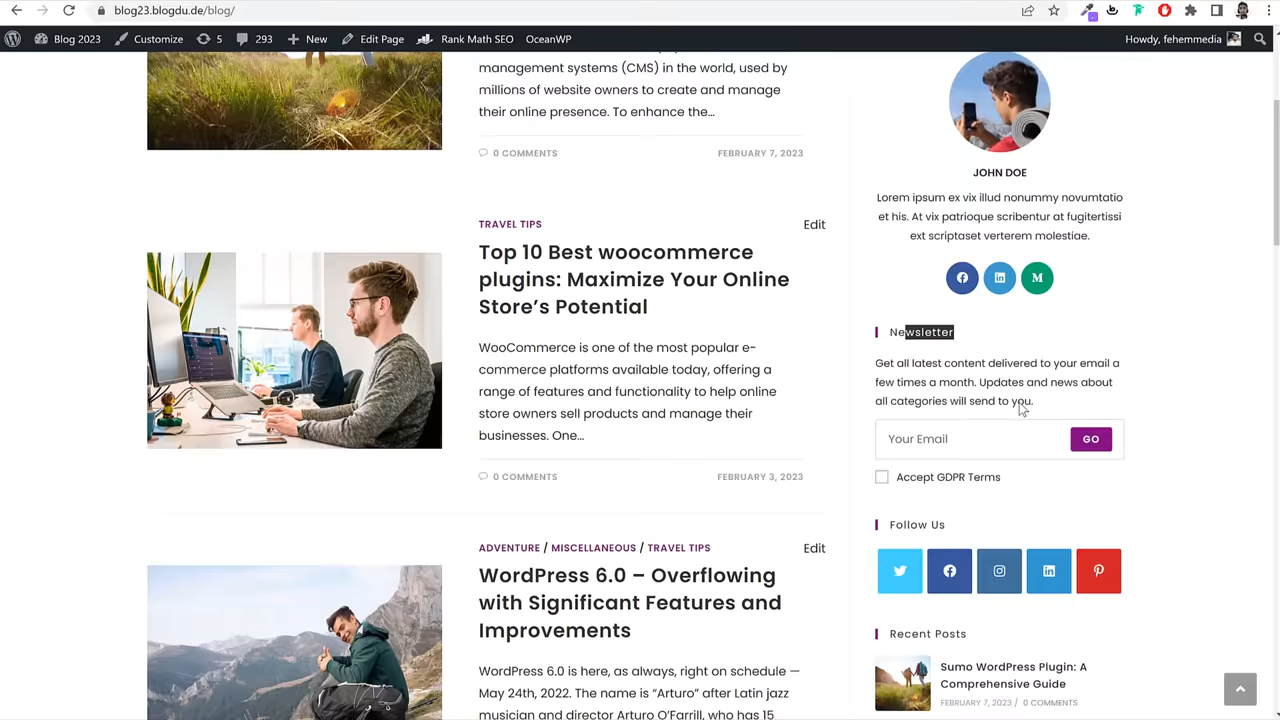 blog23.blogdu.de/blog/
Blog 2023
Customize
5
293
New
Edit Page
Rank Math SEO
OceanWP
Howdy, fehemmedia
management systems (CMS) in the world, used by
millions of website owners to create and manage
their online presence. To enhance the…
0 COMMENTS
FEBRUARY 7, 2023
TRAVEL TIPS
Edit
Top 10 Best woocommerce
plugins: Maximize Your Online
Store’s Potential
WooCommerce is one of the most popular e-
commerce platforms available today, offering a
range of features and functionality to help online
store owners sell products and manage their
businesses. One…
0 COMMENTS
FEBRUARY 3, 2023
ADVENTURE / MISCELLANEOUS / TRAVEL TIPS
Edit
WordPress 6.0 – Overflowing
with Significant Features and
Improvements
WordPress 6.0 is here, as always, right on schedule —
May 24th, 2022. The name is “Arturo” after Latin jazz
musician and director Arturo O’Farrill, who has 15
JOHN DOE
Lorem ipsum ex vix illud nonummy novumtatio
et his. At vix patrioque scribentur at fugitertissi
ext scriptaset verterem molestiae.
M
Newsletter
Get all latest content delivered to your email a
few times a month. Updates and news about
all categories will send to you.
Your Email
GO
Accept GDPR Terms
Follow Us
Recent Posts
Sumo WordPress Plugin: A
Comprehensive Guide
FEBRUARY 7, 2023 / 0 COMMENTS